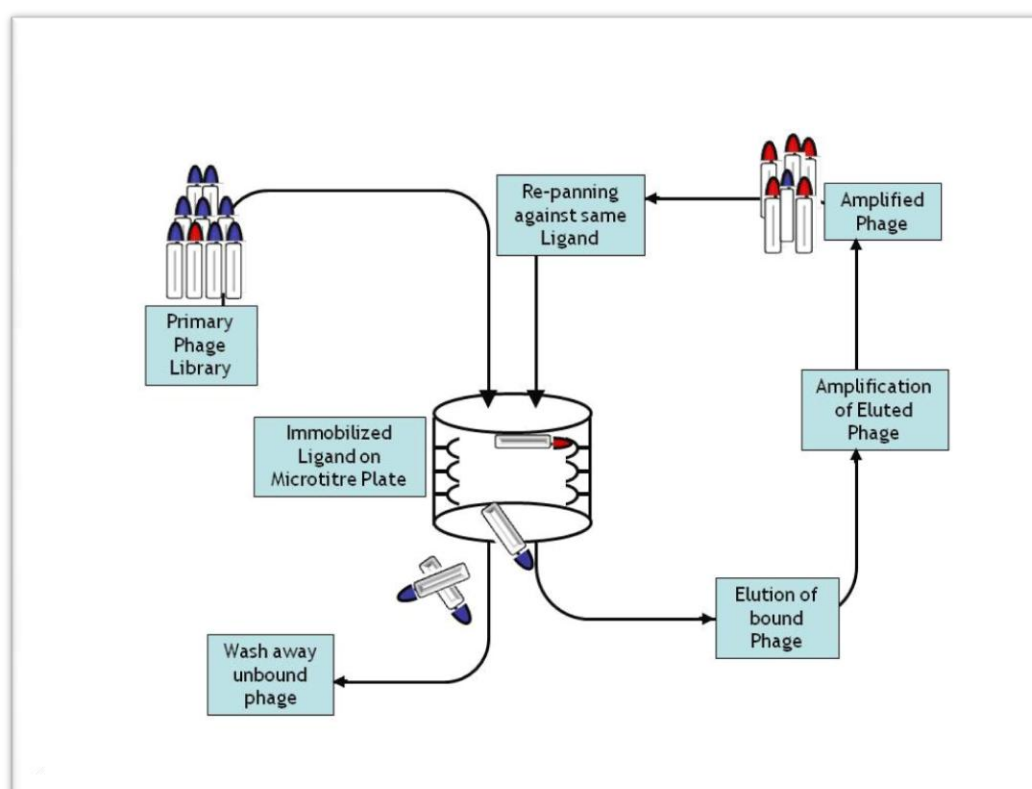 Primary
Phage
Library
Re-panning
against same
Ligand
Amplified
Phage
Amplification
of Eluted
Phage
Immobilized
Ligand on
Microtitre Plate
Elution of
bound
Phage
Wash away
unbound
phage